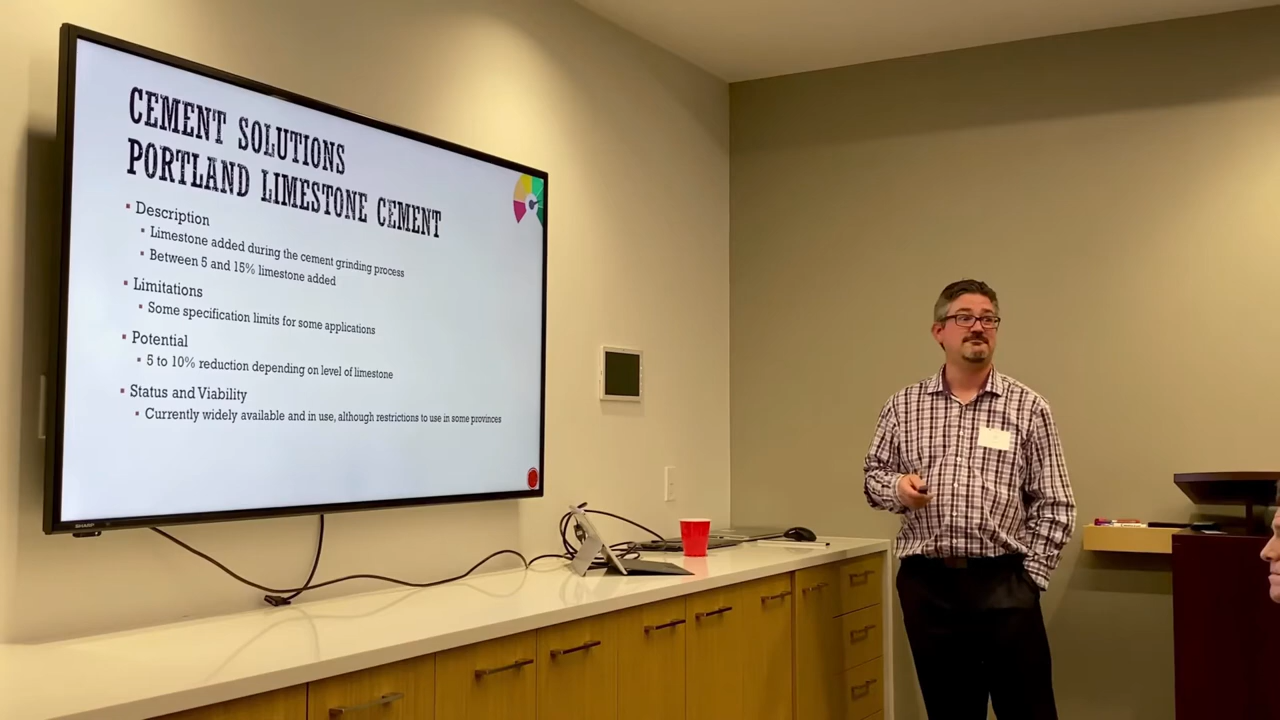 CEMENT SOLUTIONS
PORTLAND LIMESTONE CEMENT
Description
Limestone added during the cement grinding process
Between 5 and 15% limestone added
Limitations
Some specification limits for some applications
Potential
5 to 10% reduction depending on level of limestone
Status and Viability
Currently widely available and in use, although restrictions to use in some provinces
SHARP